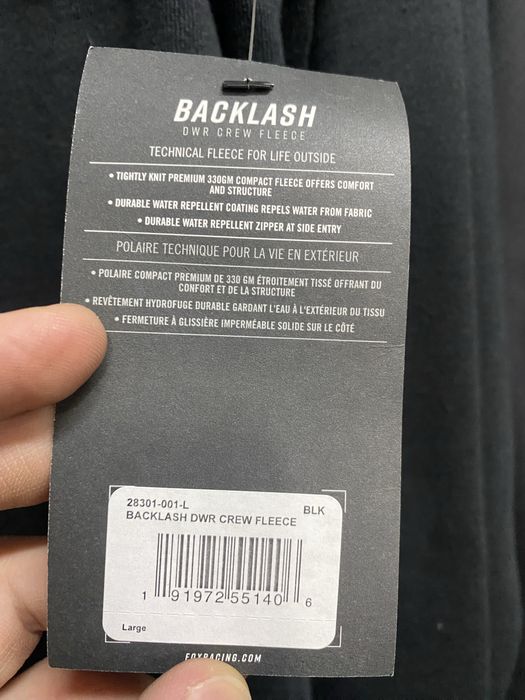 BACKLASH
DWR CREW FLEECE
TECHNICAL FLEECE FOR LIFE OUTSIDE
• TIGHTLY KNIT PREMIUM 330GM COMPACT FLEECE OFFERS COMFORT
AND STRUCTURE
• DURABLE WATER REPELLENT COATING REPELS WATER FROM FABRIC
• DURABLE WATER REPELLENT ZIPPER AT SIDE ENTRY
POLAIRE TECHNIQUE POUR LA VIE EN EXTÉRIEUR
• POLAIRE COMPACT PREMIUM DE 330 GM ÉTROITEMENT TISSÉ OFFRANT DU
CONFORT ET DE LA STRUCTURE
• REVÊTEMENT HYDROFUGE DURABLE GARDANT L'EAU À L'EXTÉRIEUR DU TISSU
• FERMETURE À GLISSIÈRE IMPERMÉABLE SOLIDE SUR LE CÔTÉ
28301-001-L BLK
BACKLASH DWR CREW FLEECE
1 91972 55140 6
Large
FOXRACING.COM